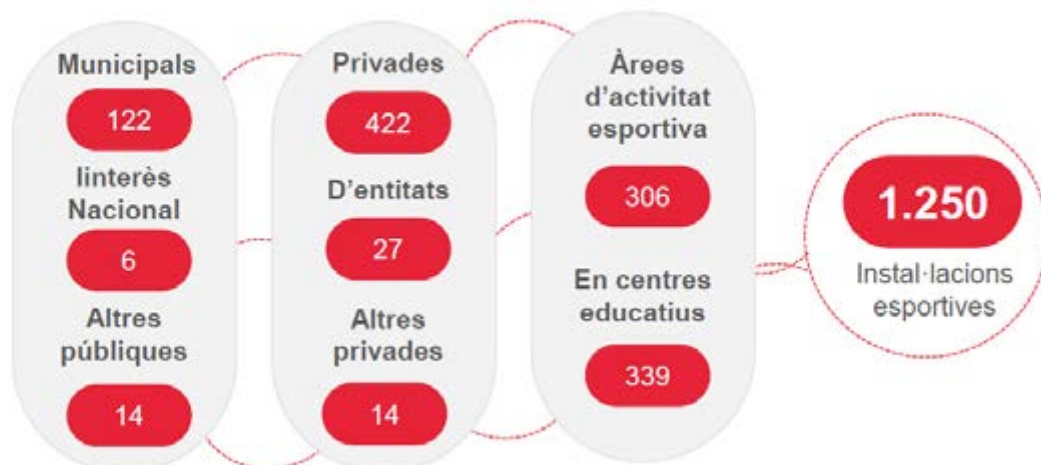 Municipals
122
Iinterès
Nacional
6
Altres
públiques
14
Privades
422
D'entitats
27
Altres
privades
14
Àrees
d'activitat
esportiva
306
En centres
educatius
339
1.250
Instal·lacions
esportives